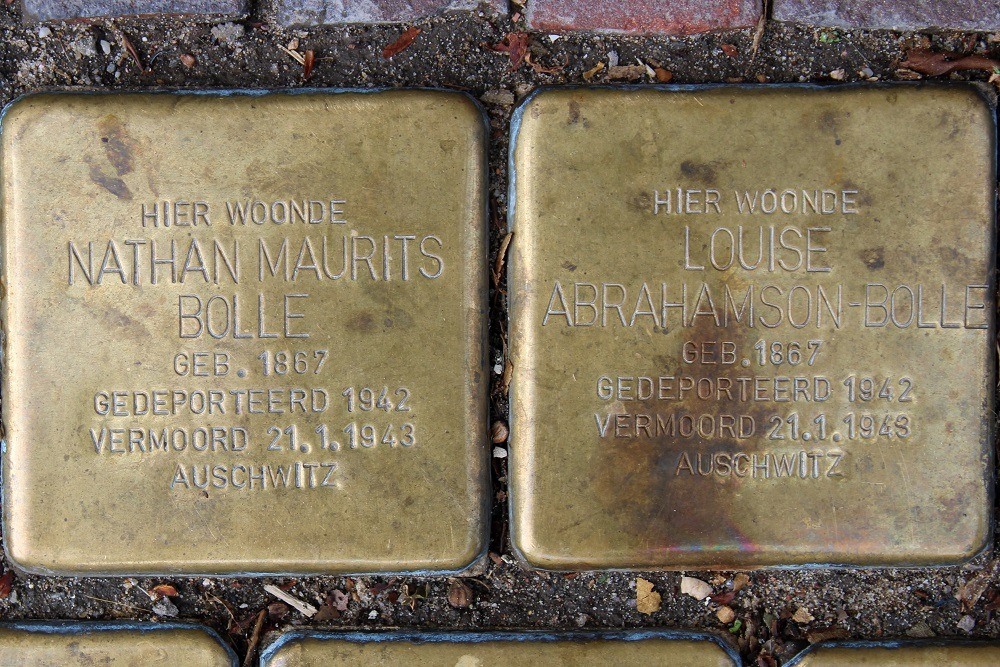 HIER WOONDE
NATHAN MAURITS
BOLLE
GEB. 1867
GEDEPORTEERD 1942
VERMOORD 21.1.1943
AUSCHWITZ
HIER WOONDE
LOUISE
ABRAHAMSON-BOLLE
GEB. 1867
GEDEPORTEERD 1942
VERMOORD 21.1.1943
AUSCHWITZ